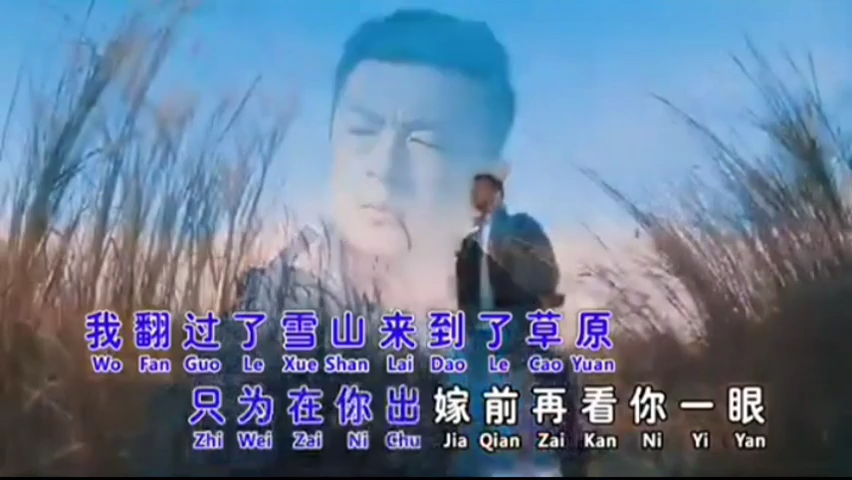 我翻过了雪山来到了草原
Wo Fan Guo Le Xue Shan Lai Dao Le Cao Yuan
只为在你出嫁前再看你一眼
Zhi Wei Zai Ni Chu Jia Qian Zai Kan Ni Yi Yan